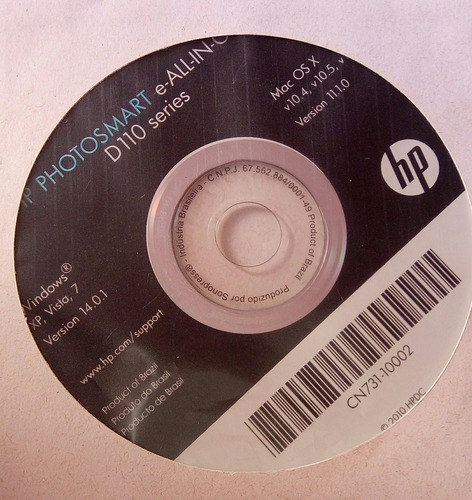 HP PHOTOSMART e-ALL-IN-O
D110 series
Mac OS X
v10.4, v10.5, v
Version 11.1.0
hp
Windows®
XP, Vista, 7
Version 14.0.1
www.hp.com/support
Product of Brazil
Produto do Brasil
Producto de Brasil
Produzido por Sonopress® - Indústria Brasileira - C.N.P.J. 67.562.884/0001-49 Product of Brazil
CN731-10002
© 2010 HPDC